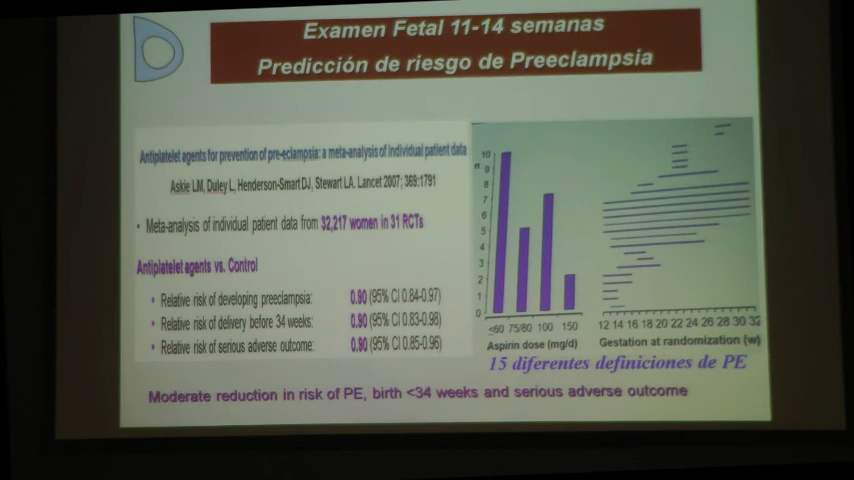 Examen Fetal 11-14 semanas
Predicción de riesgo de Preeclampsia
Antiplatelet agents for prevention of pre-eclampsia: a meta-analysis of individual patient data
Askie LM, Duley L, Henderson-Smart DJ, Stewart LA. Lancet 2007; 369:1791
• Meta-analysis of individual patient data from 32,217 women in 31 RCTs
Antiplatelet agents vs. Control
• Relative risk of developing preeclampsia: 0.90 (95% CI 0.84-0.97)
• Relative risk of delivery before 34 weeks: 0.90 (95% CI 0.83-0.98)
• Relative risk of serious adverse outcome: 0.90 (95% CI 0.85-0.96)
n
10
9
8
7
6
5
4
3
2
1
0
<60 75/80 100 150
Aspirin dose (mg/d)
12 14 16 18 20 22 24 26 28 30 32
Gestation at randomization (w)
15 diferentes definiciones de PE
Moderate reduction in risk of PE, birth <34 weeks and serious adverse outcome